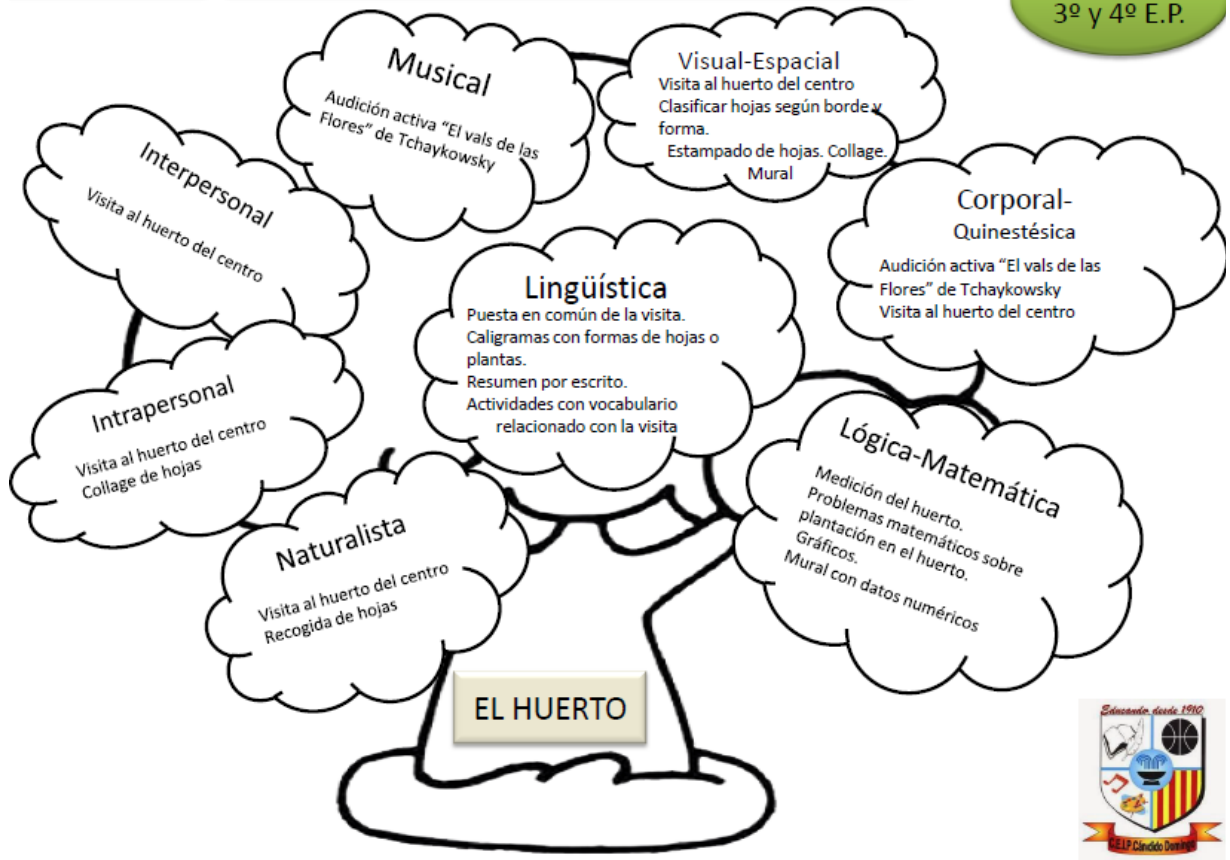 3º y 4º E.P.
Musical
Audición activa "El vals de las
Flores" de Tchaykowsky
Visual-Espacial
Visita al huerto del centro
Clasificar hojas según borde y
forma.
Estampado de hojas. Collage.
Mural
Interpersonal
Visita al huerto del centro
Corporal-
Quinestésica
Audición activa "El vals de las
Flores" de Tchaykowsky
Visita al huerto del centro
Lingüística
Puesta en común de la visita.
Caligramas con formas de hojas o
plantas.
Resumen por escrito.
Actividades con vocabulario
relacionado con la visita
Intrapersonal
Visita al huerto del centro
Collage de hojas
Lógica-Matemática
Medición del huerto.
Problemas matemáticos sobre
plantación en el huerto.
Gráficos.
Mural con datos numéricos
Naturalista
Visita al huerto del centro
Recogida de hojas
EL HUERTO
Educando desde 1910
C.E.I.P. Cándido Domingo